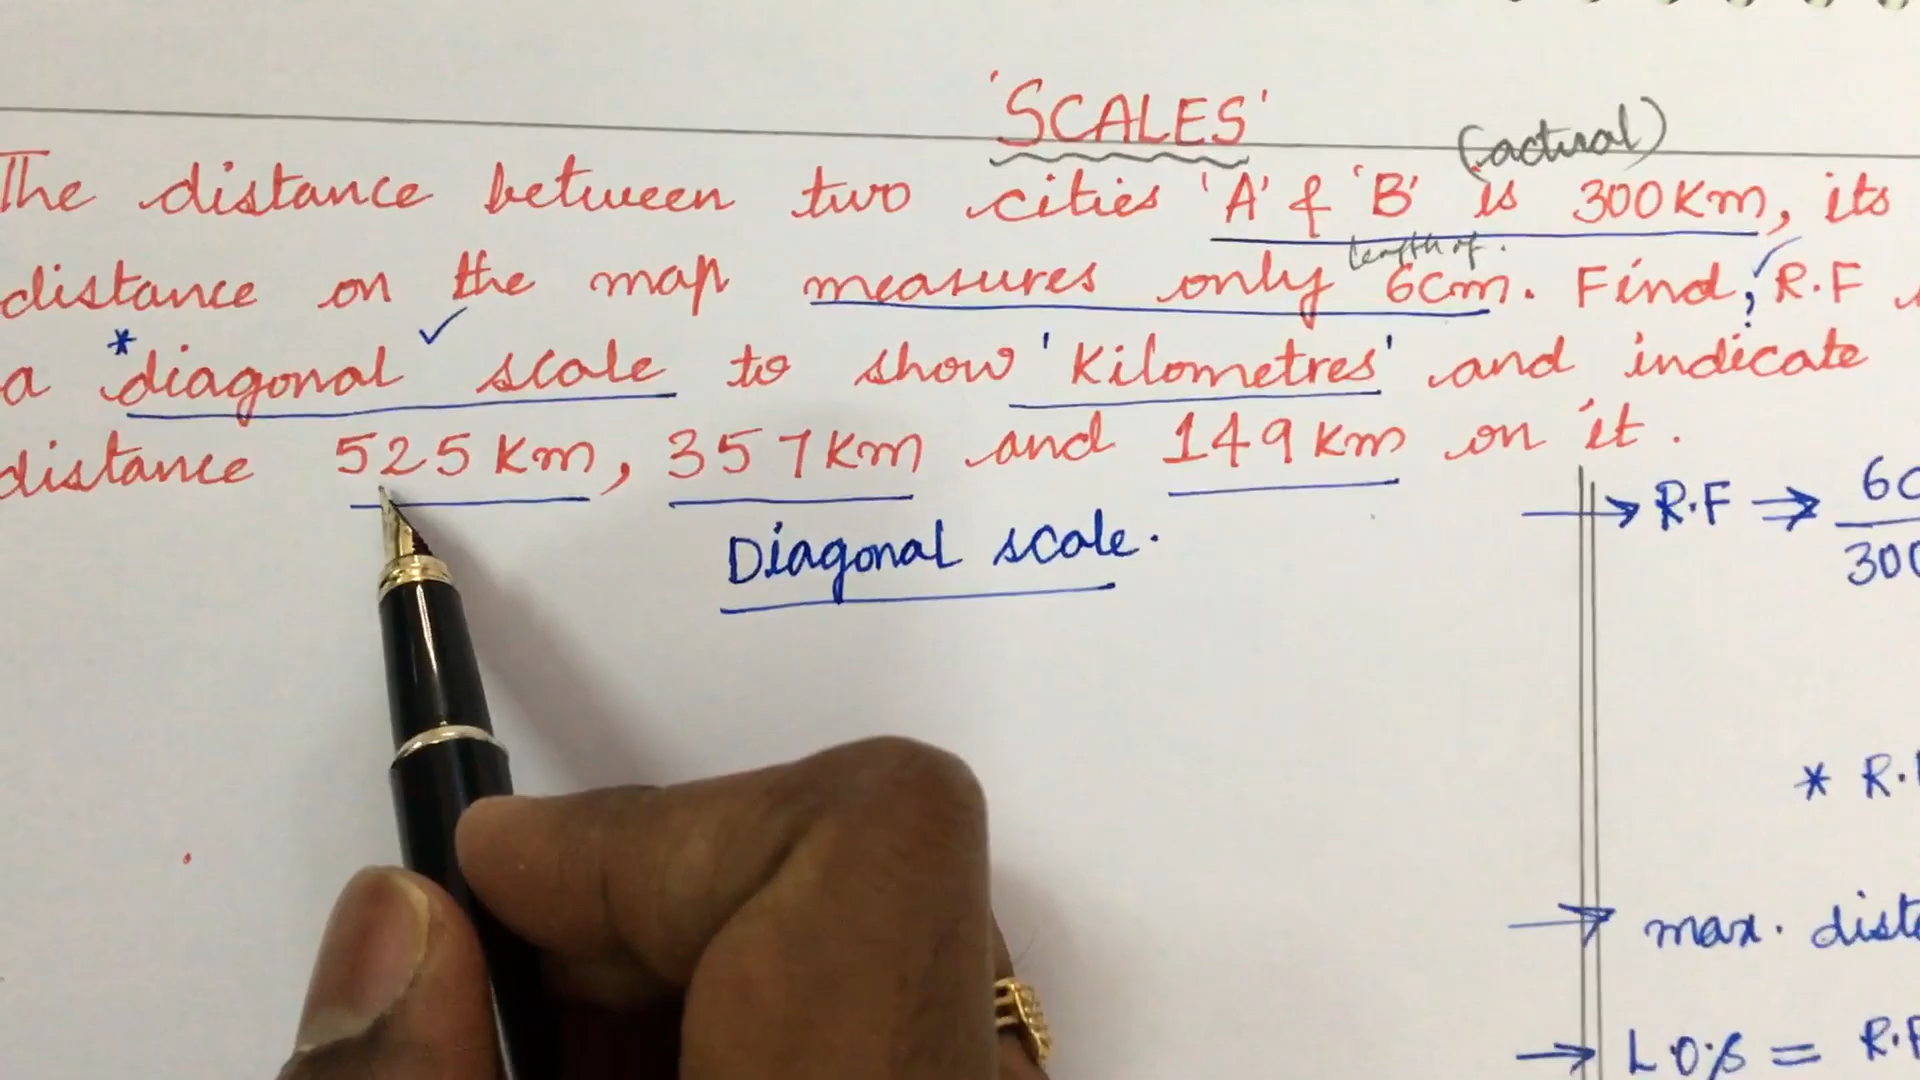 'SCALES'
(actual)
The distance between two cities 'A' & 'B' is 300Km, its
length of.
distance on the map measures only 6cm. Find, R.F
a *diagonal scale to show 'Kilometres' and indicate
distance 525 Km, 357 Km and 149 Km on it.
Diagonal scale.
→ R.F ⇒ 6c
300
* R.
→ max. dist
→ L.O.S = R.F